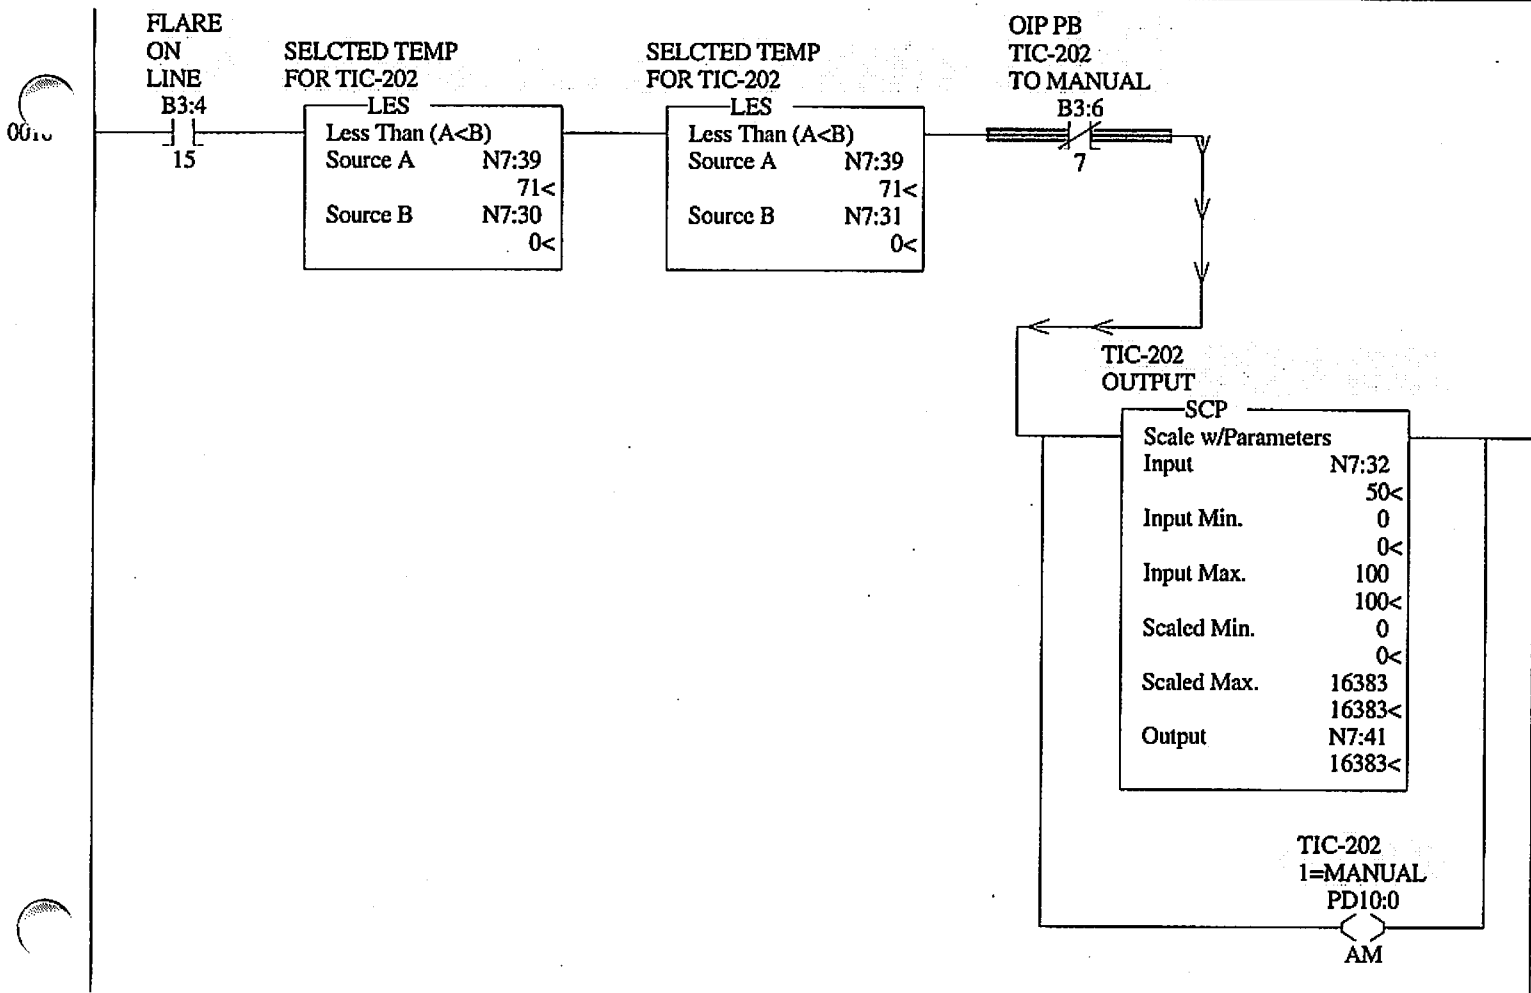 FLARE
ON
LINE
B3:4
15
SELCTED TEMP
FOR TIC-202
LES
Less Than (A<B)
Source A N7:39
71<
Source B N7:30
0<
SELCTED TEMP
FOR TIC-202
LES
Less Than (A<B)
Source A N7:39
71<
Source B N7:31
0<
OIP PB
TIC-202
TO MANUAL
B3:6
7
TIC-202
OUTPUT
SCP
Scale w/Parameters
Input N7:32
50<
Input Min. 0
0<
Input Max. 100
100<
Scaled Min. 0
0<
Scaled Max. 16383
16383<
Output N7:41
16383<
TIC-202
1=MANUAL
PD10:0
AM